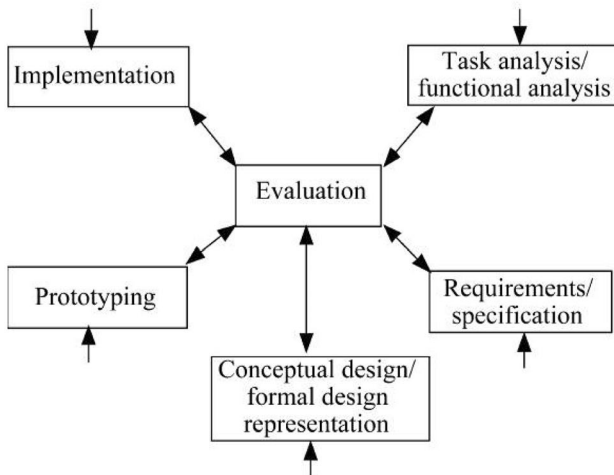 Implementation
Task analysis/
functional analysis
Evaluation
Prototyping
Requirements/
specification
Conceptual design/
formal design
representation